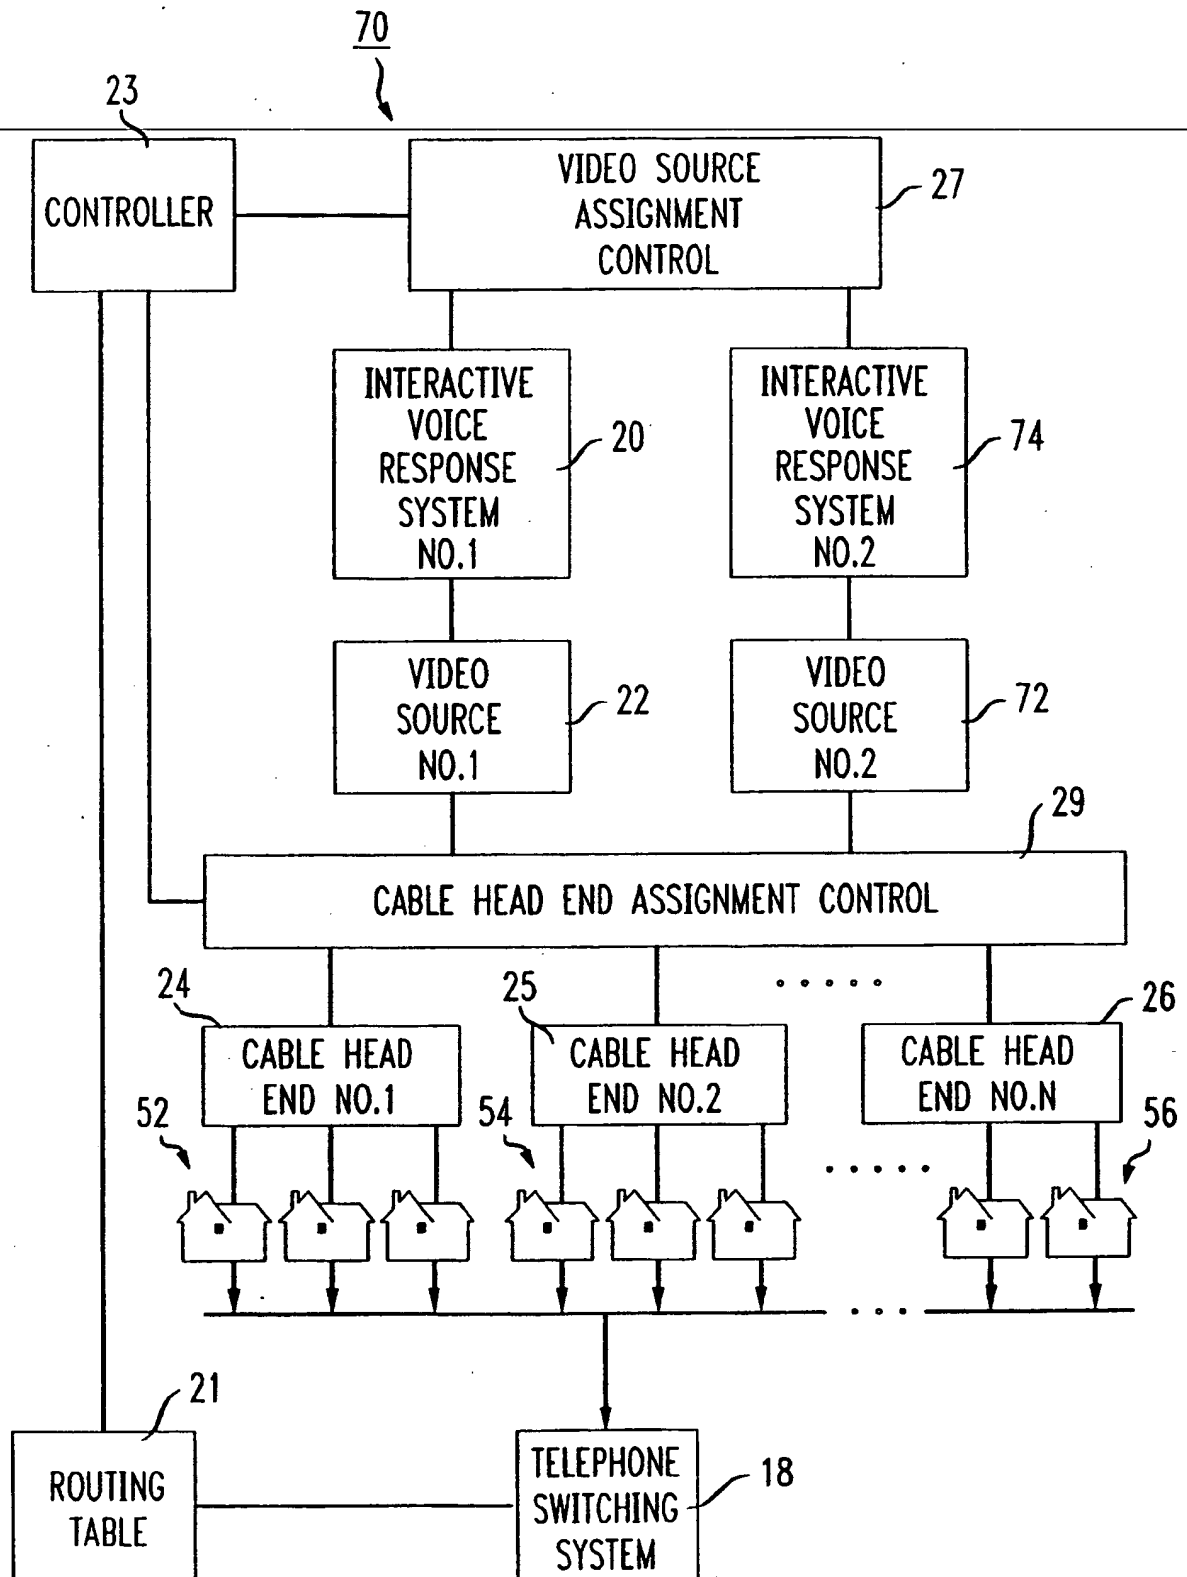 70
23
CONTROLLER
VIDEO SOURCE
ASSIGNMENT
CONTROL
27
INTERACTIVE
VOICE
RESPONSE
SYSTEM
NO.1
20
INTERACTIVE
VOICE
RESPONSE
SYSTEM
NO.2
74
VIDEO
SOURCE
NO.1
22
VIDEO
SOURCE
NO.2
72
29
CABLE HEAD END ASSIGNMENT CONTROL
24
CABLE HEAD
END NO.1
25
CABLE HEAD
END NO.2
26
CABLE HEAD
END NO.N
52
54
56
21
ROUTING
TABLE
TELEPHONE
SWITCHING
SYSTEM
18